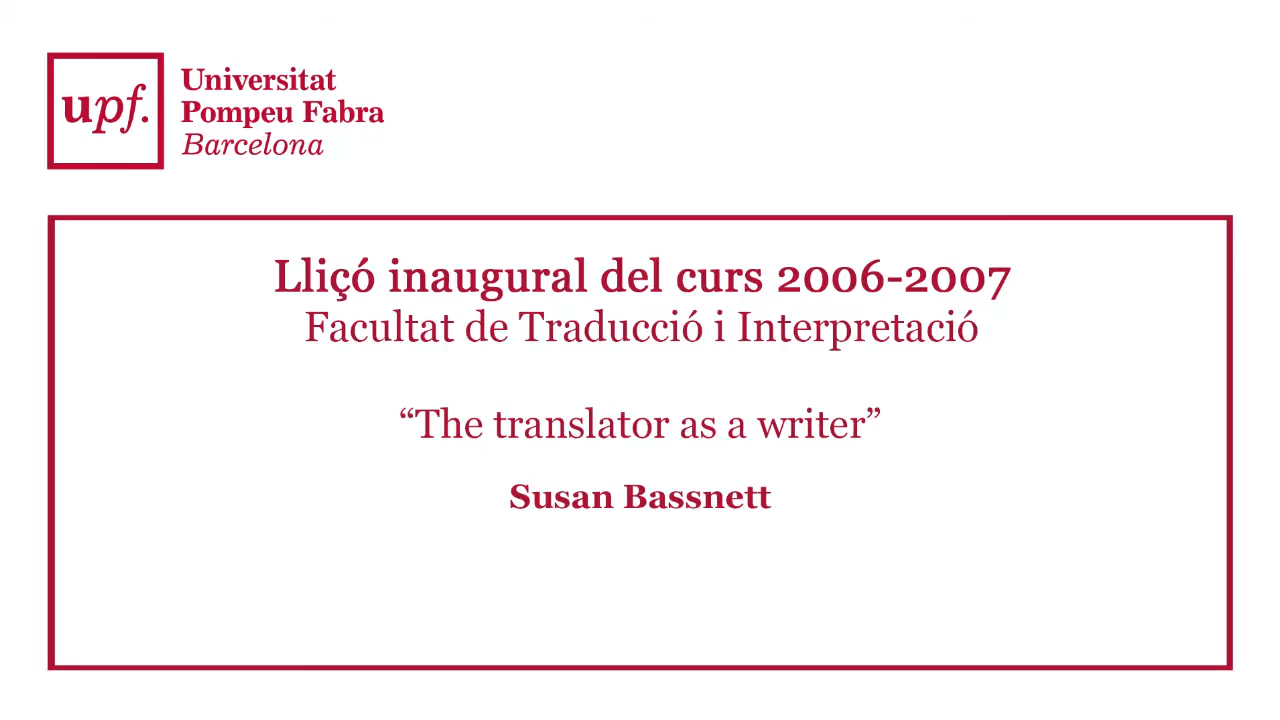 upf.
Universitat
Pompeu Fabra
Barcelona
Lliçó inaugural del curs 2006-2007
Facultat de Traducció i Interpretació
“The translator as a writer”
Susan Bassnett